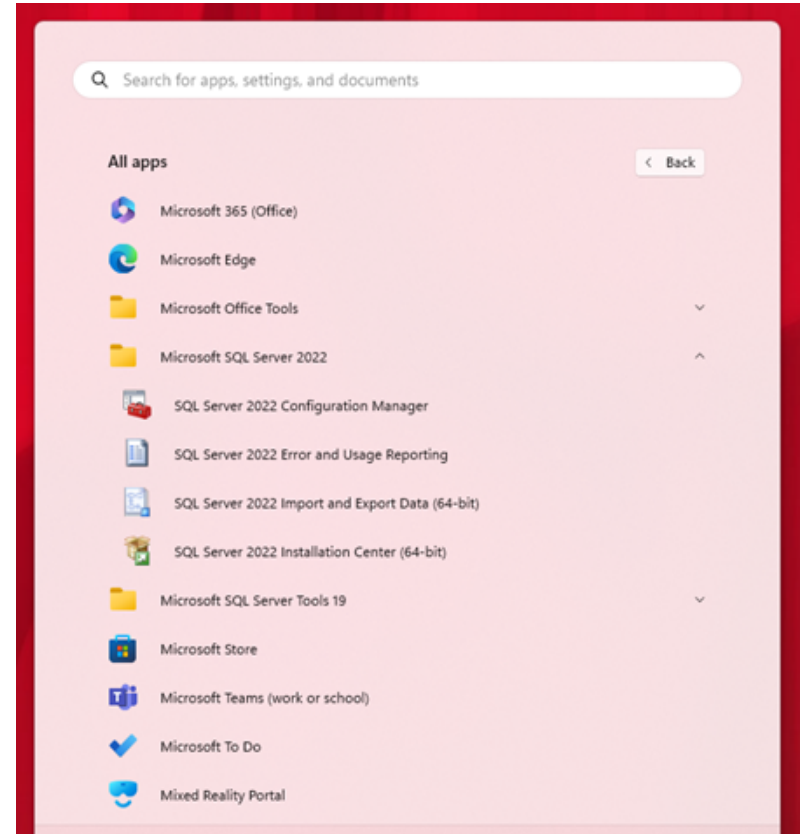 Search for apps, settings, and documents
All apps
Back
Microsoft 365 (Office)
Microsoft Edge
Microsoft Office Tools
Microsoft SQL Server 2022
SQL Server 2022 Configuration Manager
SQL Server 2022 Error and Usage Reporting
SQL Server 2022 Import and Export Data (64-bit)
SQL Server 2022 Installation Center (64-bit)
Microsoft SQL Server Tools 19
Microsoft Store
Microsoft Teams (work or school)
Microsoft To Do
Mixed Reality Portal